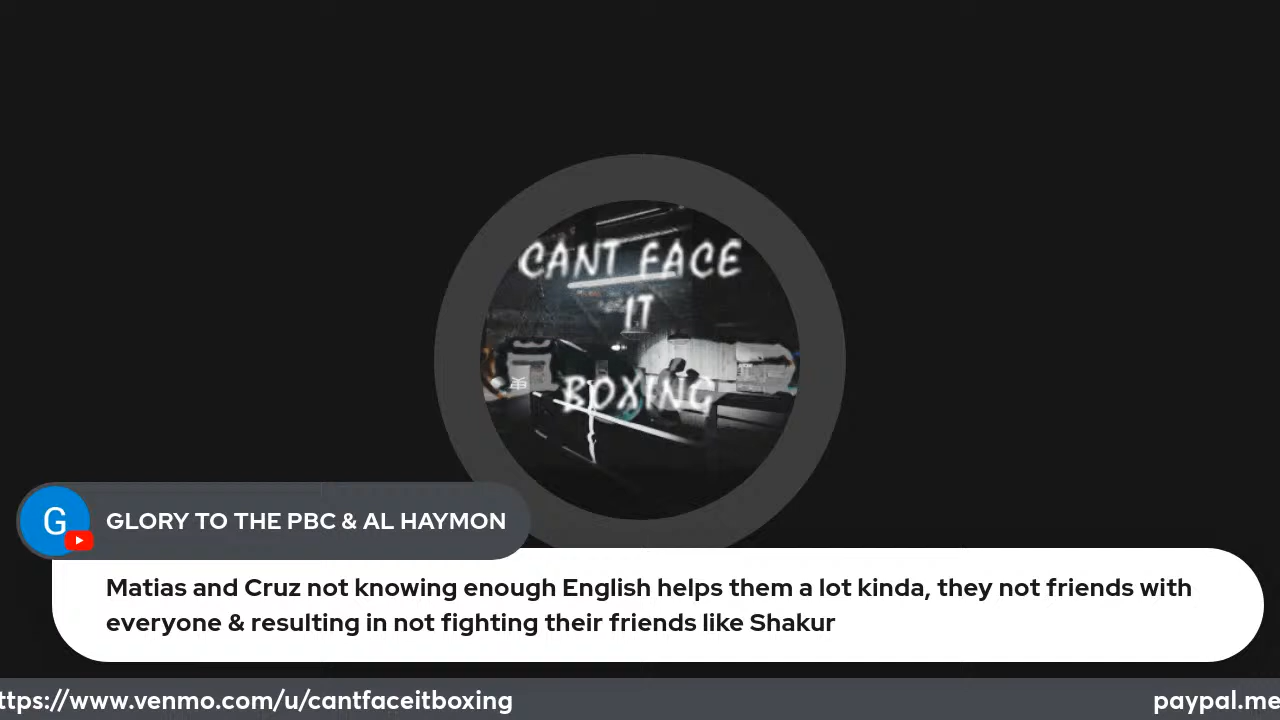 CANT FACE
IT
BOXING
G
GLORY TO THE PBC & AL HAYMON
Matias and Cruz not knowing enough English helps them a lot kinda, they not friends with
everyone & resulting in not fighting their friends like Shakur
ttps://www.venmo.com/u/cantfaceitboxing
paypal.me